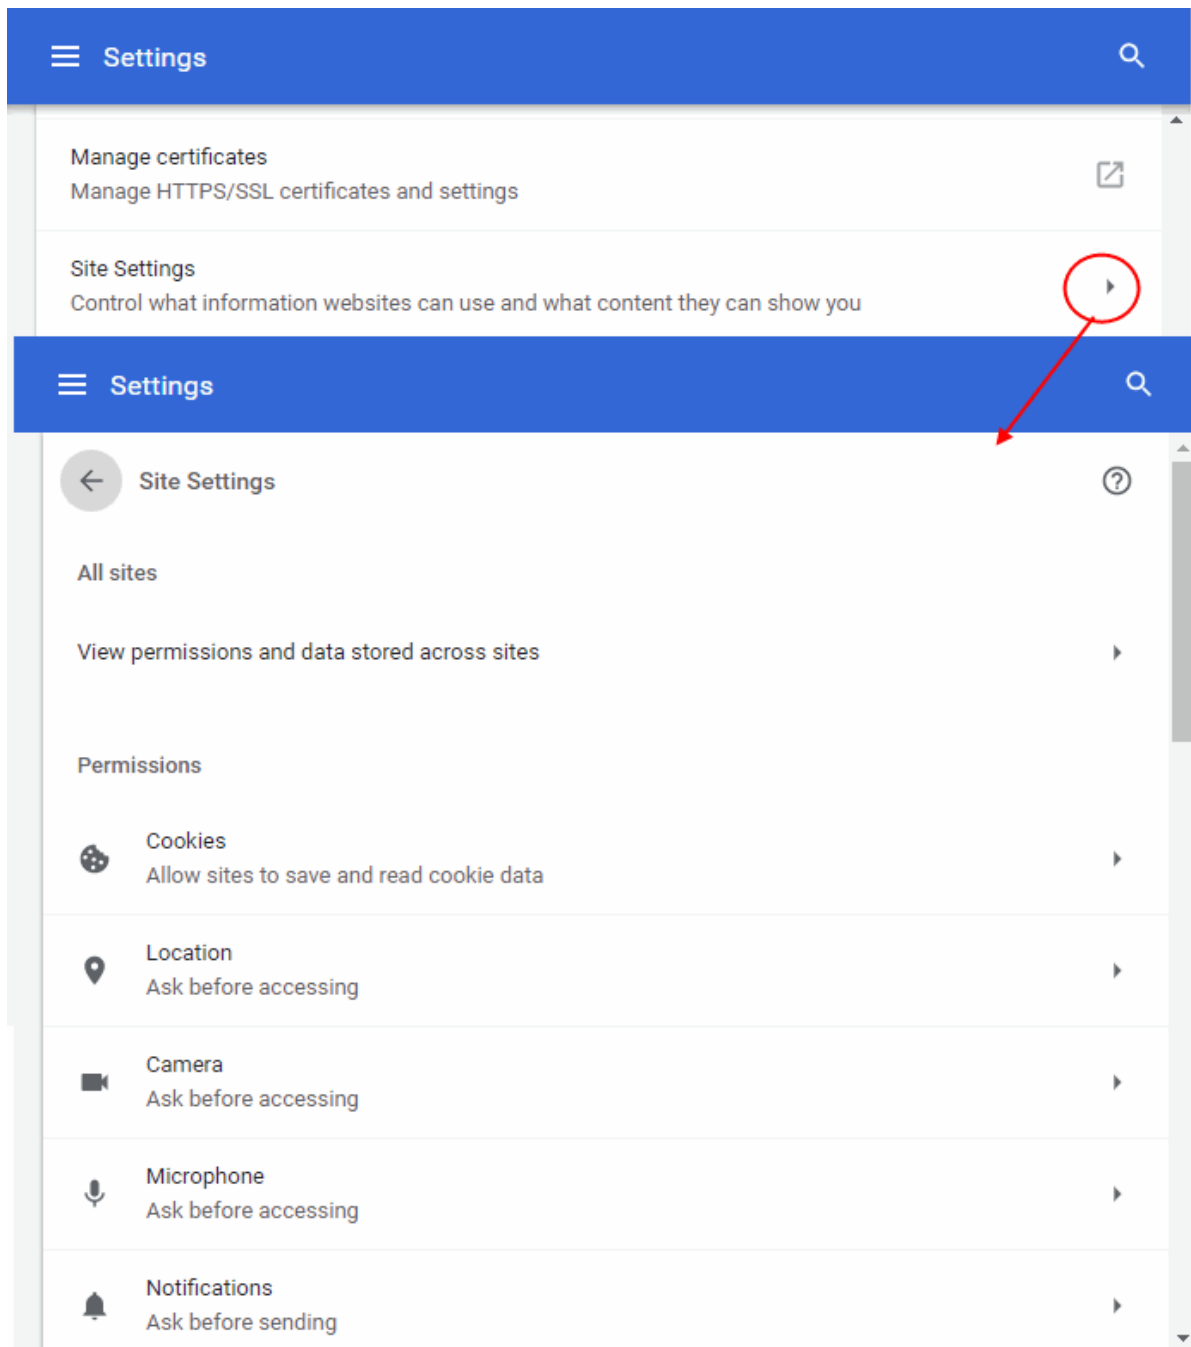 Settings
Manage certificates
Manage HTTPS/SSL certificates and settings
Site Settings
Control what information websites can use and what content they can show you
Settings
Site Settings
All sites
View permissions and data stored across sites
Permissions
Cookies
Allow sites to save and read cookie data
Location
Ask before accessing
Camera
Ask before accessing
Microphone
Ask before accessing
Notifications
Ask before sending